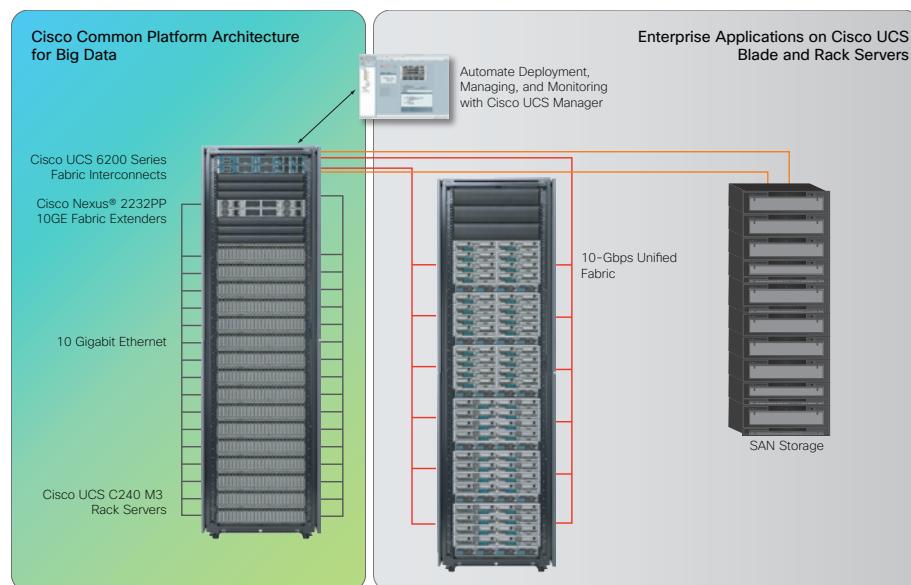 Cisco Common Platform Architecture
for Big Data
Enterprise Applications on Cisco UCS
Blade and Rack Servers
Automate Deployment,
Managing, and Monitoring
with Cisco UCS Manager
Cisco UCS 6200 Series
Fabric Interconnects
Cisco Nexus® 2232PP
10GE Fabric Extenders
10-Gbps Unified
Fabric
10 Gigabit Ethernet
SAN Storage
Cisco UCS C240 M3
Rack Servers